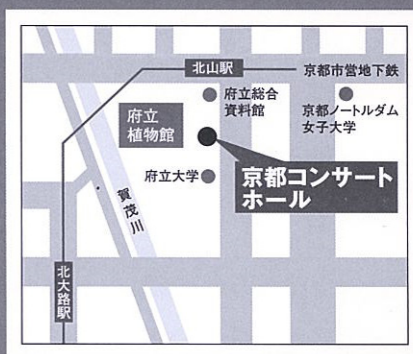 北山駅
京都市営地下鉄
府立総合
資料館
京都ノートルダム
女子大学
府立
植物館
府立大学
京都コンサート
ホール
賀茂川
北大路駅